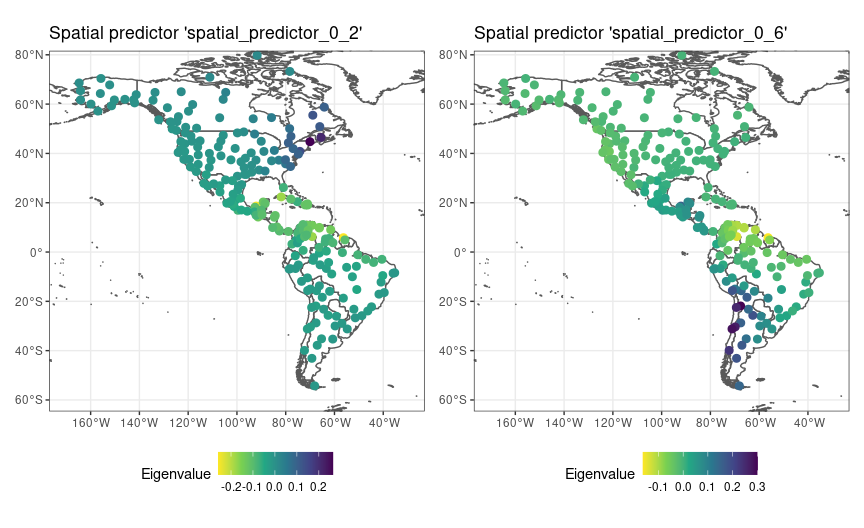 Spatial predictor 'spatial_predictor_0_2'
80°N
60°N
40°N
20°N
0°
20°S
40°S
60°S
160°W 140°W 120°W 100°W 80°W 60°W 40°W
Eigenvalue
-0.2 -0.1 0.0 0.1 0.2
Spatial predictor 'spatial_predictor_0_6'
80°N
60°N
40°N
20°N
0°
20°S
40°S
60°S
160°W 140°W 120°W 100°W 80°W 60°W 40°W
Eigenvalue
-0.1 0.0 0.1 0.2 0.3